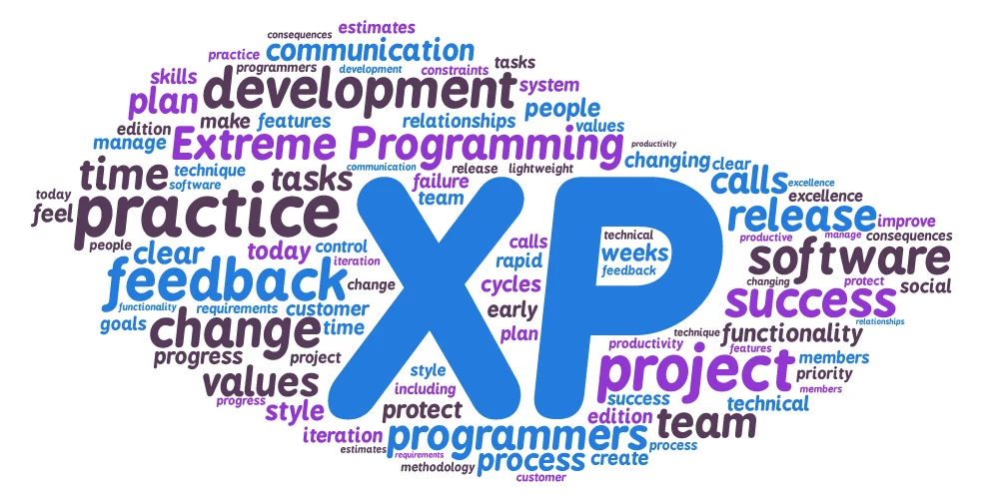 estimates
consequences
practice communication
programmers development constraints tasks
skills development system
plan people
make features relationships values
edition Extreme Programming productivity
manage changing clear
time technique communication release lightweight calls excellence
software tasks failure excellence
today team
feel practice release improve
people clear today control calls technical productive manage consequences
iteration rapid weeks software
feedback change cycles feedback changing protect social
functionality requirements customer early success relationships
goals change time plan technique functionality
progress project productivity features members
values style project priority
including members
progress style protect success technical
edition team
iteration programmers process
estimates requirements
methodology process create
customer
XP